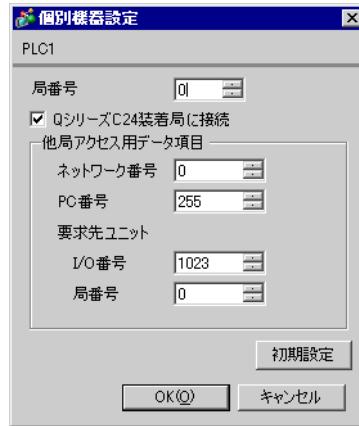 個別機器設定
PLC1
局番号 0
QシリーズC24装着局に接続
他局アクセス用データ項目
ネットワーク番号 0
PC番号 255
要求先ユニット
I/O番号 1023
局番号 0
初期設定
OK(O) キャンセル